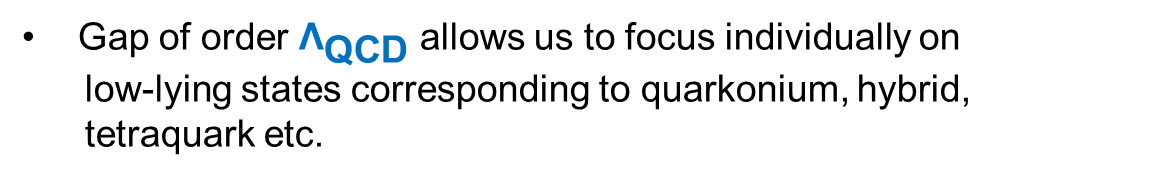 • Gap of order ΛQCD allows us to focus individually on
low-lying states corresponding to quarkonium, hybrid,
tetraquark etc.